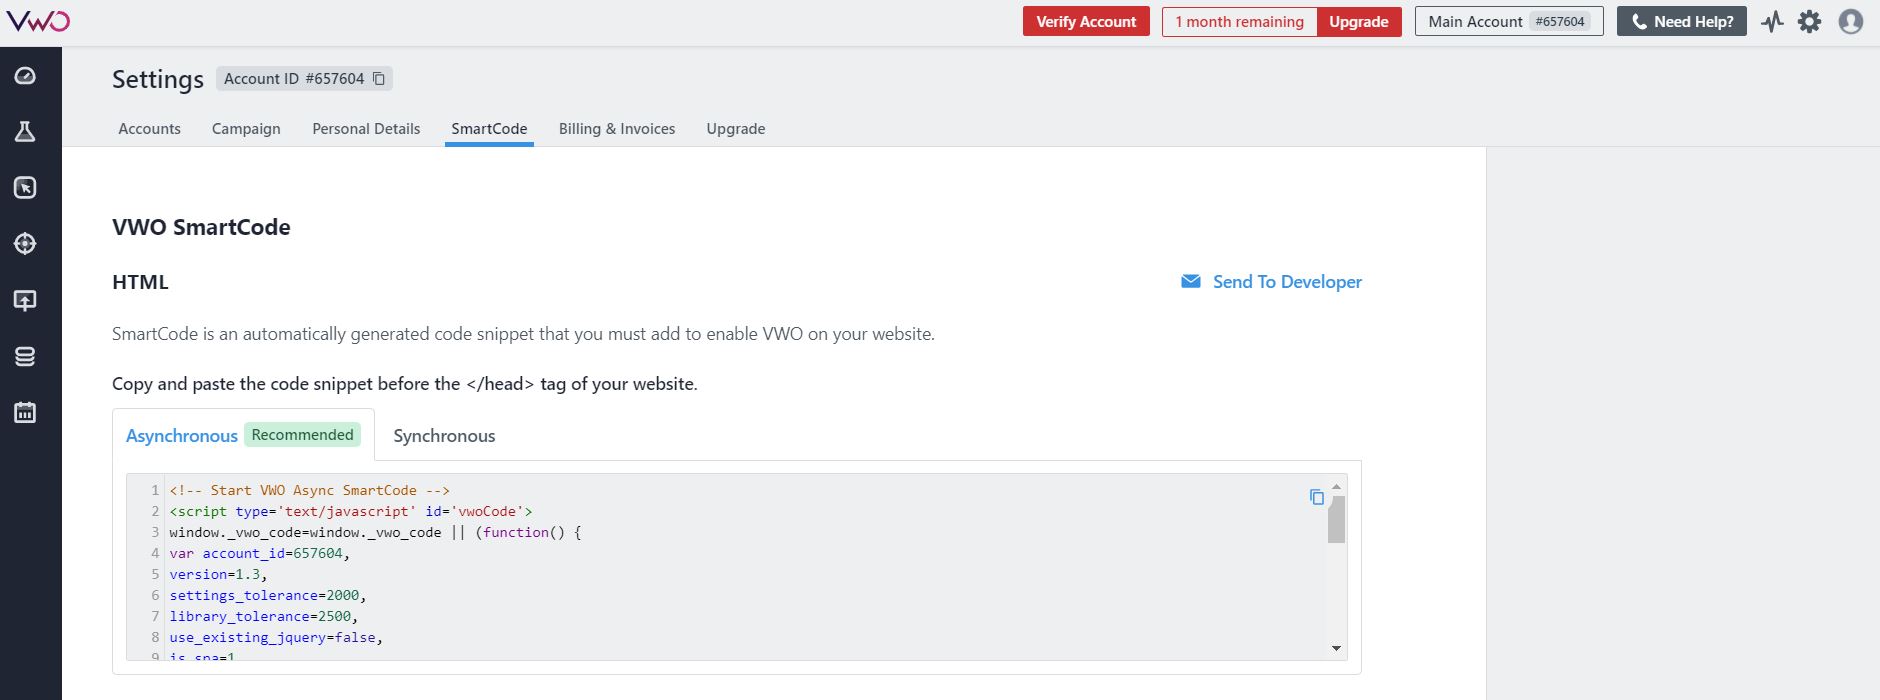 VWO
Verify Account
1 month remaining
Upgrade
Main Account #657604
Need Help?
Settings
Account ID #657604
Accounts
Campaign
Personal Details
SmartCode
Billing & Invoices
Upgrade
VWO SmartCode
HTML
Send To Developer
SmartCode is an automatically generated code snippet that you must add to enable VWO on your website.
Copy and paste the code snippet before the </head> tag of your website.
Asynchronous Recommended
Synchronous
1 <!-- Start VWO Async SmartCode -->
2 <script type='text/javascript' id='vwoCode'>
3 window._vwo_code=window._vwo_code || (function() {
4 var account_id=657604,
5 version=1.3,
6 settings_tolerance=2000,
7 library_tolerance=2500,
8 use_existing_jquery=false,
9 is_spa=1